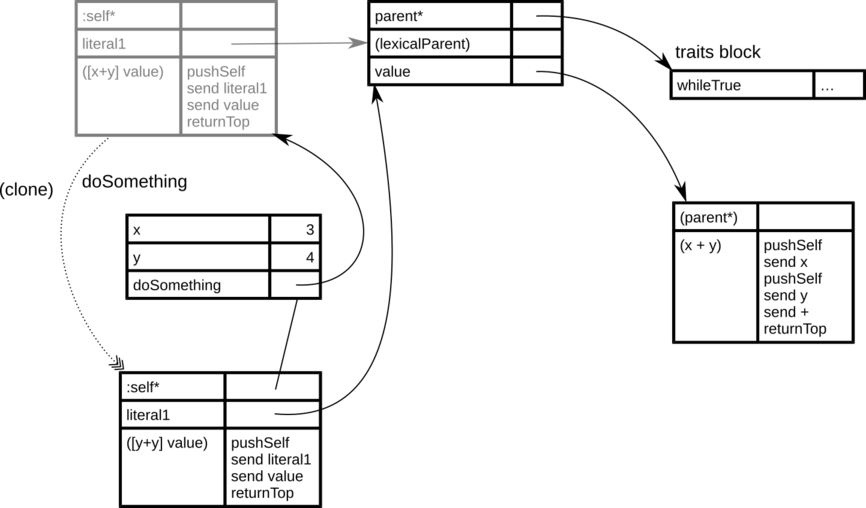 :self*
literal1
([x+y] value)
pushSelf
send literal1
send value
returnTop
parent*
(lexicalParent)
value
traits block
whileTrue
...
(clone)
doSomething
x
3
y
4
doSomething
(parent*)
(x + y)
pushSelf
send x
pushSelf
send y
send +
returnTop
:self*
literal1
([y+y] value)
pushSelf
send literal1
send value
returnTop